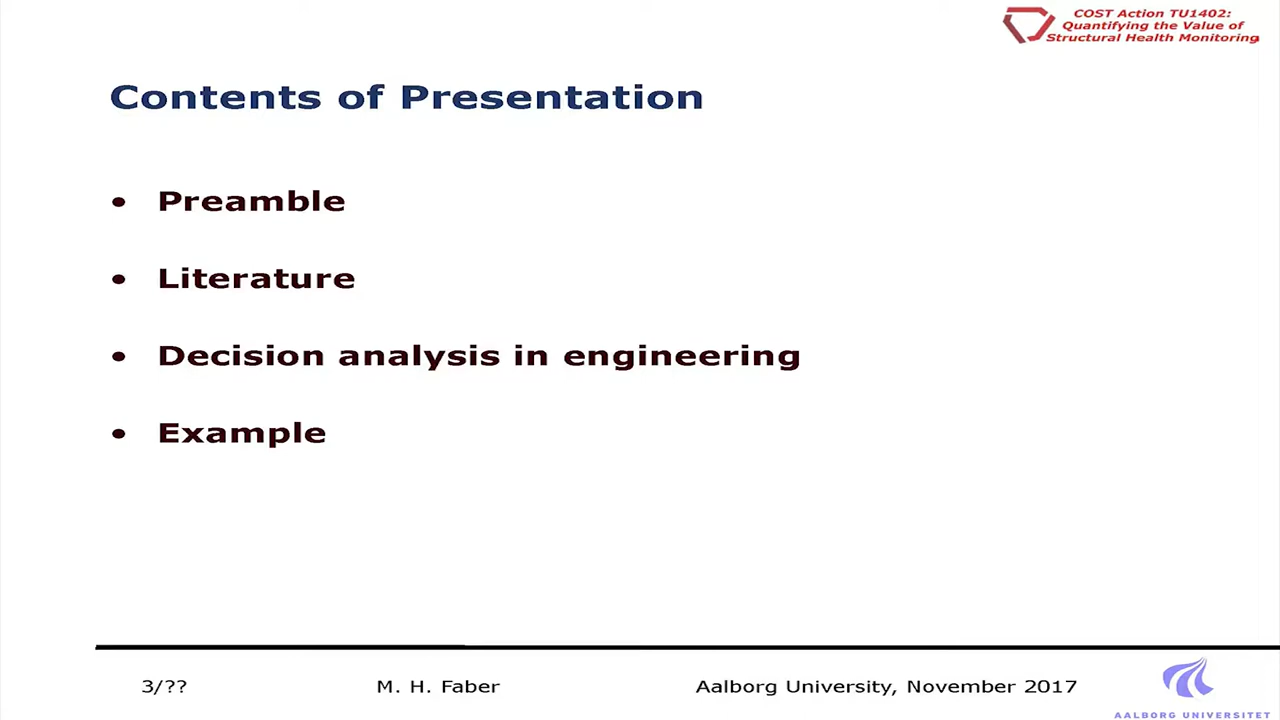 COST Action TU1402:
Quantifying the Value of
Structural Health Monitoring
Contents of Presentation
• Preamble
• Literature
• Decision analysis in engineering
• Example
3/?? M. H. Faber Aalborg University, November 2017
AALBORG UNIVERSITET